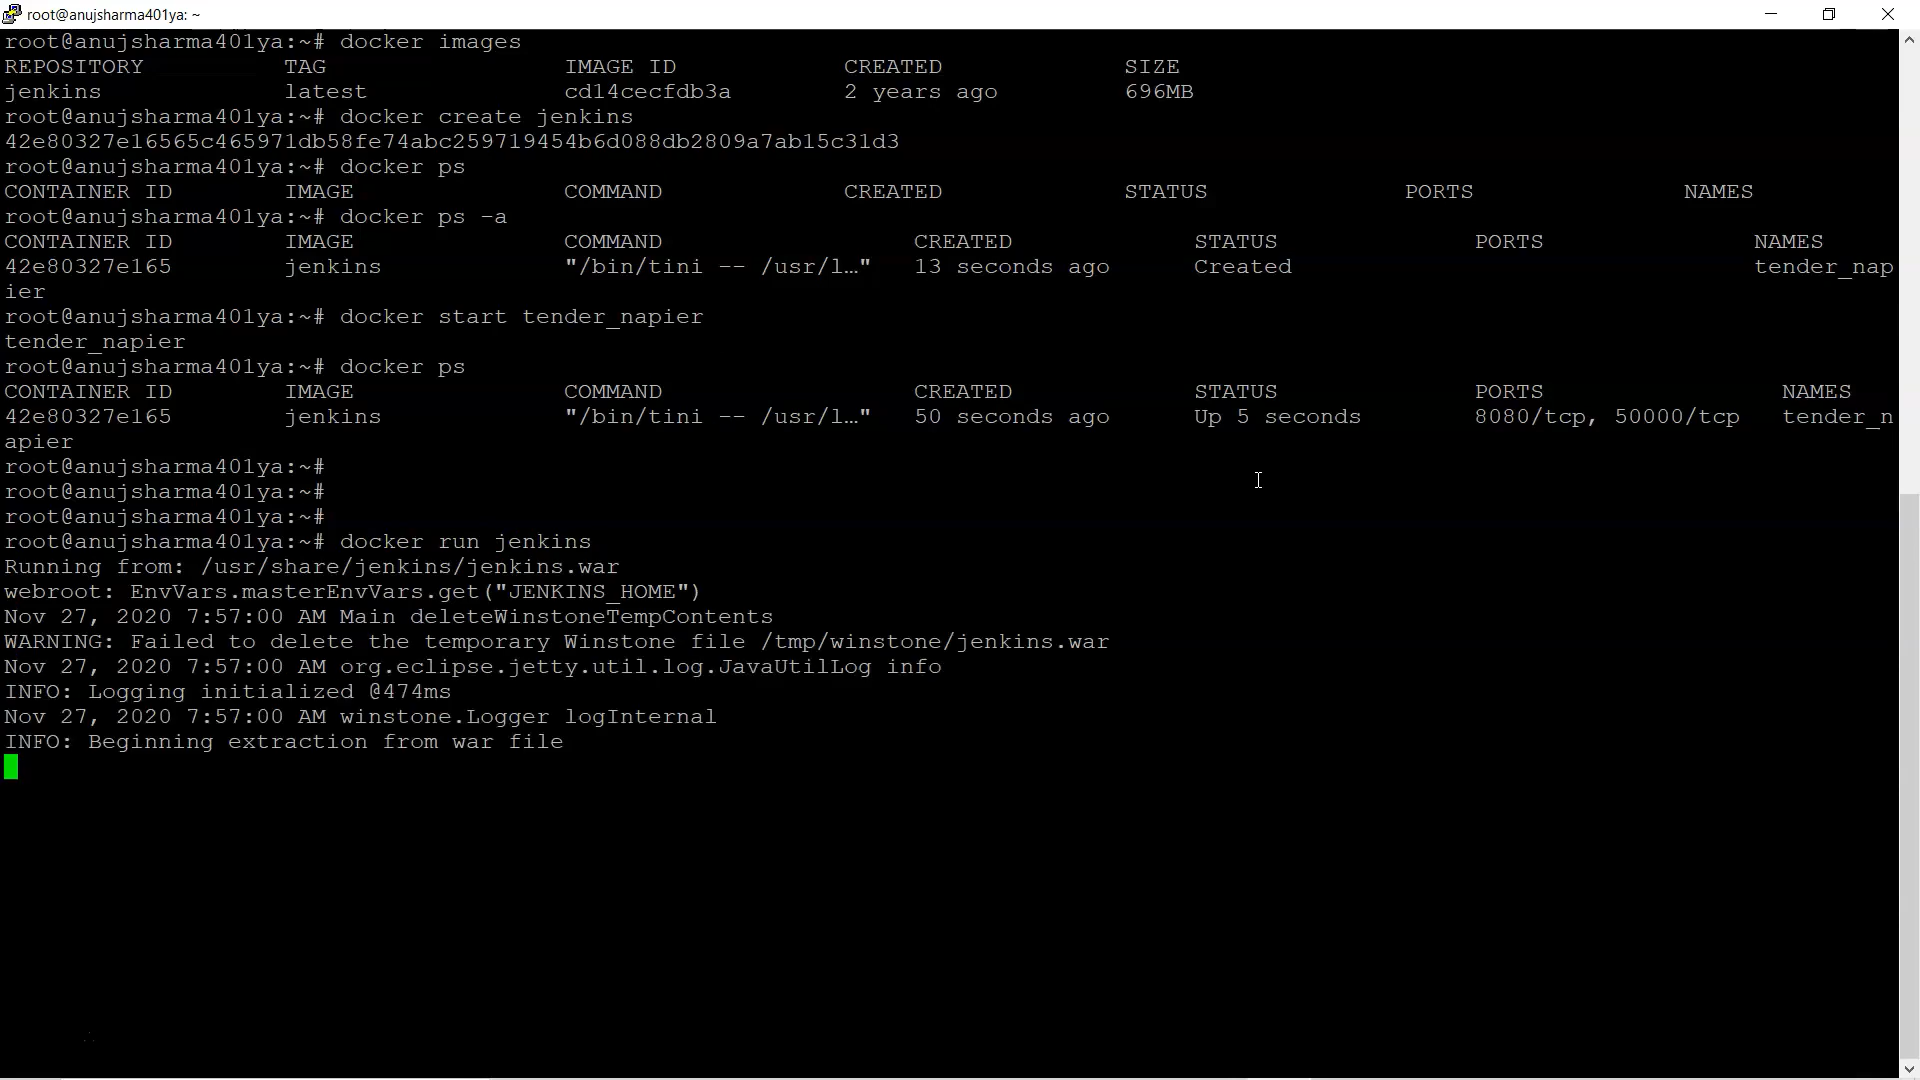 root@anujsharma401ya: ~
root@anujsharma401ya:~# docker images
REPOSITORY TAG IMAGE ID CREATED SIZE
jenkins latest cd14cecfdb3a 2 years ago 696MB
root@anujsharma401ya:~# docker create jenkins
42e80327e16565c465971db58fe74abc259719454b6d088db2809a7ab15c31d3
root@anujsharma401ya:~# docker ps
CONTAINER ID IMAGE COMMAND CREATED STATUS PORTS NAMES
root@anujsharma401ya:~# docker ps -a
CONTAINER ID IMAGE COMMAND CREATED STATUS PORTS NAMES
42e80327e165 jenkins "/bin/tini -- /usr/l…" 13 seconds ago Created tender_nap
ier
root@anujsharma401ya:~# docker start tender_napier
tender_napier
root@anujsharma401ya:~# docker ps
CONTAINER ID IMAGE COMMAND CREATED STATUS PORTS NAMES
42e80327e165 jenkins "/bin/tini -- /usr/l…" 50 seconds ago Up 5 seconds 8080/tcp, 50000/tcp tender_n
apier
root@anujsharma401ya:~#
root@anujsharma401ya:~#
root@anujsharma401ya:~#
root@anujsharma401ya:~# docker run jenkins
Running from: /usr/share/jenkins/jenkins.war
webroot: EnvVars.masterEnvVars.get("JENKINS_HOME")
Nov 27, 2020 7:57:00 AM Main deleteWinstoneTempContents
WARNING: Failed to delete the temporary Winstone file /tmp/winstone/jenkins.war
Nov 27, 2020 7:57:00 AM org.eclipse.jetty.util.log.JavaUtilLog info
INFO: Logging initialized @474ms
Nov 27, 2020 7:57:00 AM winstone.Logger logInternal
INFO: Beginning extraction from war file